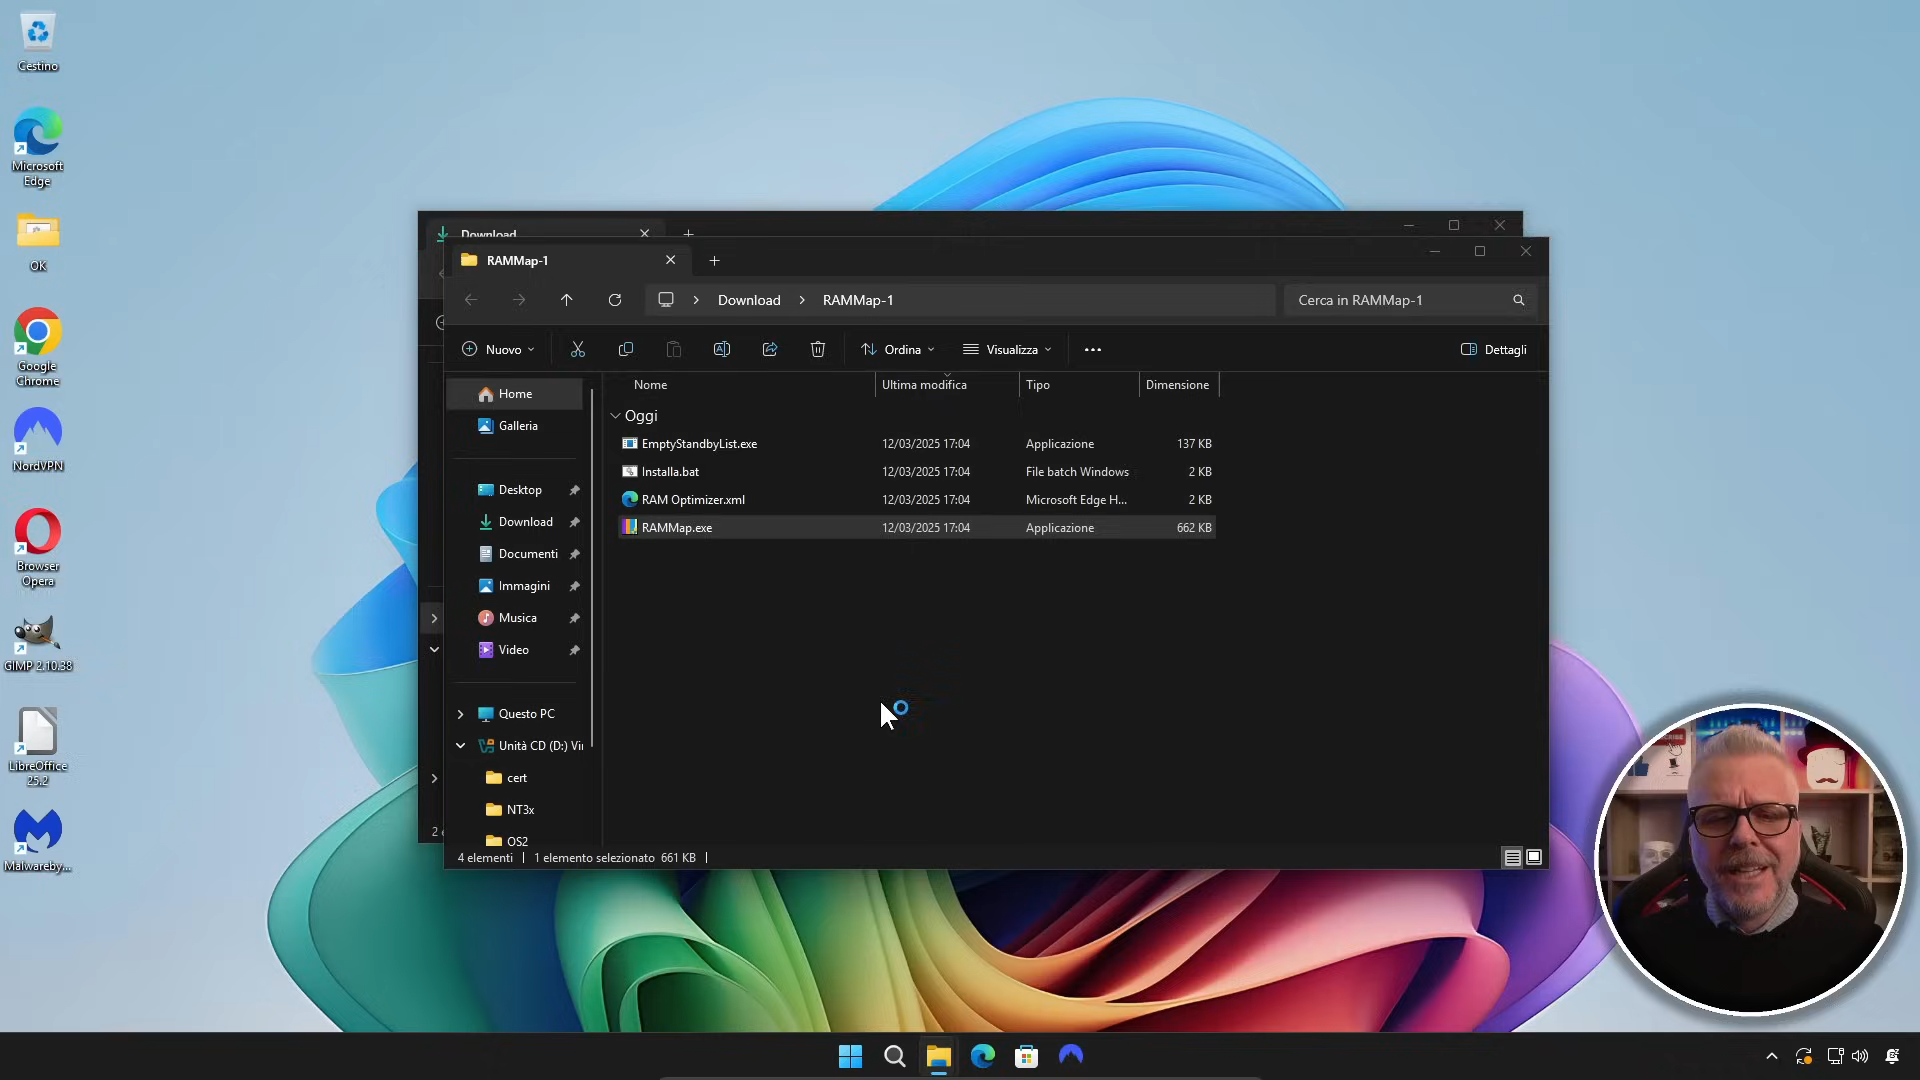 Cestino
Microsoft
Edge
OK
Google
Chrome
NordVPN
Browser
Opera
GIMP 2.10.38
LibreOffice
25.2
Malwareby...
Download
RAMMap-1
Download
RAMMap-1
Cerca in RAMMap-1
Nuovo
Ordina
Visualizza
Dettagli
Home
Galleria
Desktop
Download
Documenti
Immagini
Musica
Video
Questo PC
Unità CD (D:) Vir
cert
NT3x
OS2
Nome
Ultima modifica
Tipo
Dimensione
Oggi
EmptyStandbyList.exe 12/03/2025 17:04 Applicazione 137 KB
Installa.bat 12/03/2025 17:04 File batch Windows 2 KB
RAM Optimizer.xml 12/03/2025 17:04 Microsoft Edge H... 2 KB
RAMMap.exe 12/03/2025 17:04 Applicazione 662 KB
4 elementi
1 elemento selezionato 661 KB